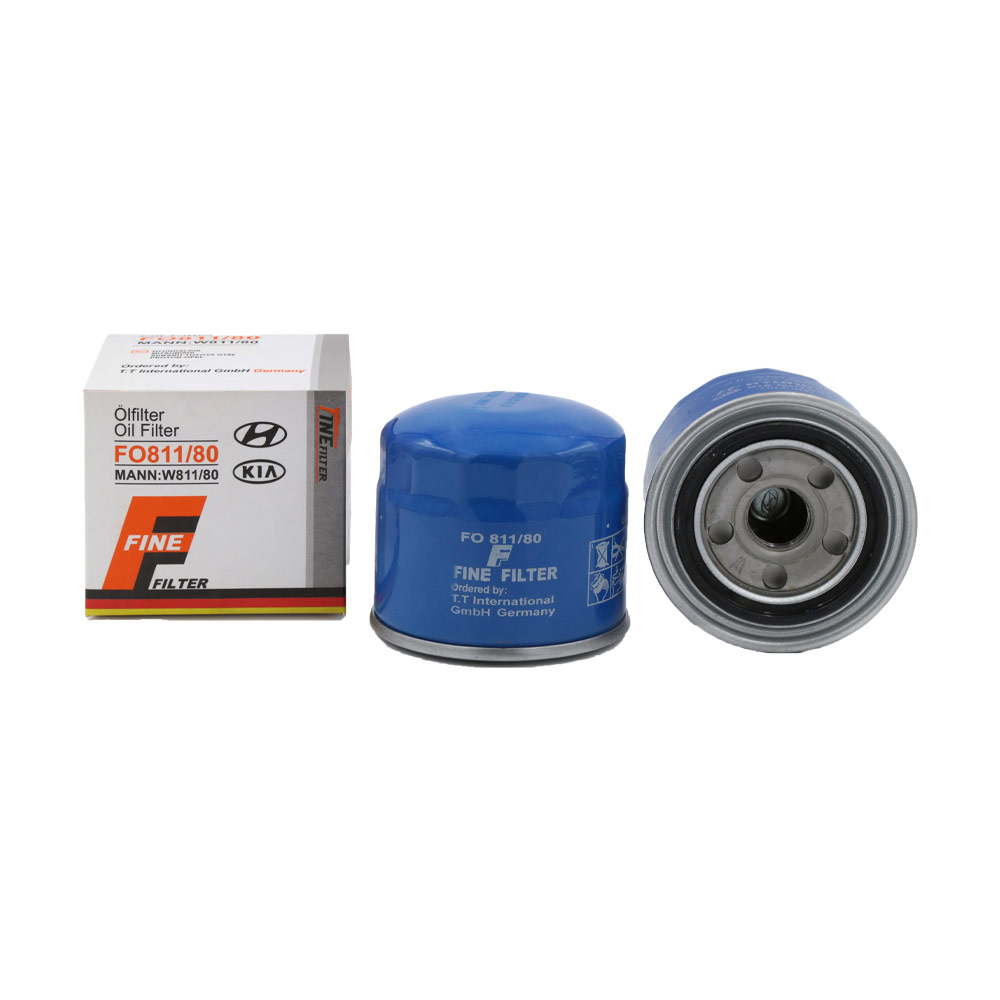 Ölfilter
FO811/80
MANN:W811/80
Ordered by:
T.T International GmbH Germany
Ölfilter
Oil Filter
FO811/80
MANN:W811/80
KIA
FINE
FILTER
FINE
FILTER
FO 811/80
F
FINE FILTER
Ordered by:
T.T International
GmbH Germany